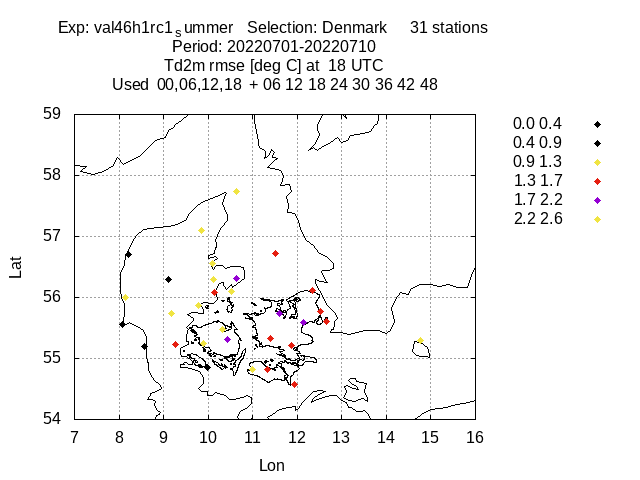 Exp: val46h1rc1summer   Selection: Denmark     31 stations
Period: 20220701-20220710
Td2m rmse [deg C] at  18 UTC
Used  00,06,12,18  + 06 12 18 24 30 36 42 48
0.0 0.4
0.4 0.9
0.9 1.3
1.3 1.7
1.7 2.2
2.2 2.6
59
58
57
56
55
54
Lat
7 8 9 10 11 12 13 14 15 16
Lon